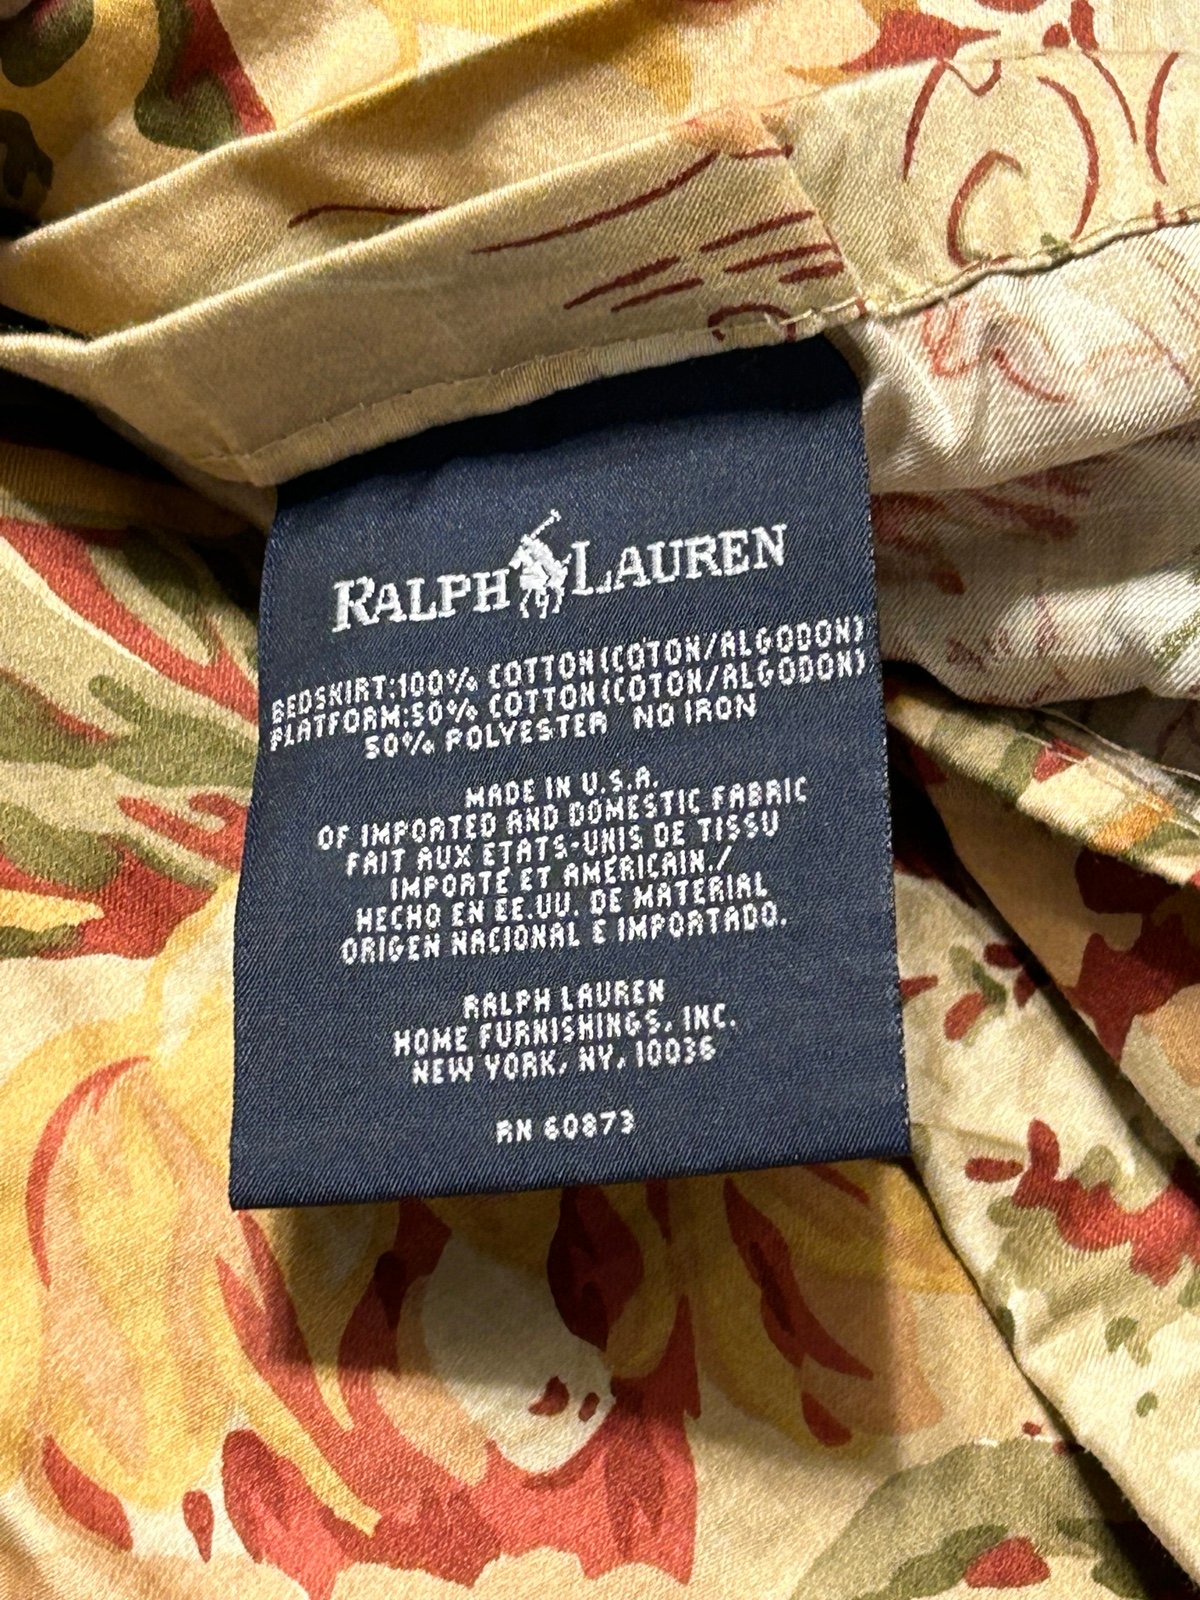 RALPH LAUREN
BEDSKIRT:100% COTTON(COTON/ALGODON)
PLATFORM:50% COTTON(COTON/ALGODON)
50% POLYESTER NO IRON
MADE IN U.S.A.
OF IMPORTED AND DOMESTIC FABRIC
FAIT AUX ETATS-UNIS DE TISSU
IMPORTÉ ET AMÉRICAIN./
HECHO EN EE.UU. DE MATERIAL
ORIGEN NACIONAL E IMPORTADO.
RALPH LAUREN
HOME FURNISHINGS, INC.
NEW YORK, NY, 10036
RN 60873